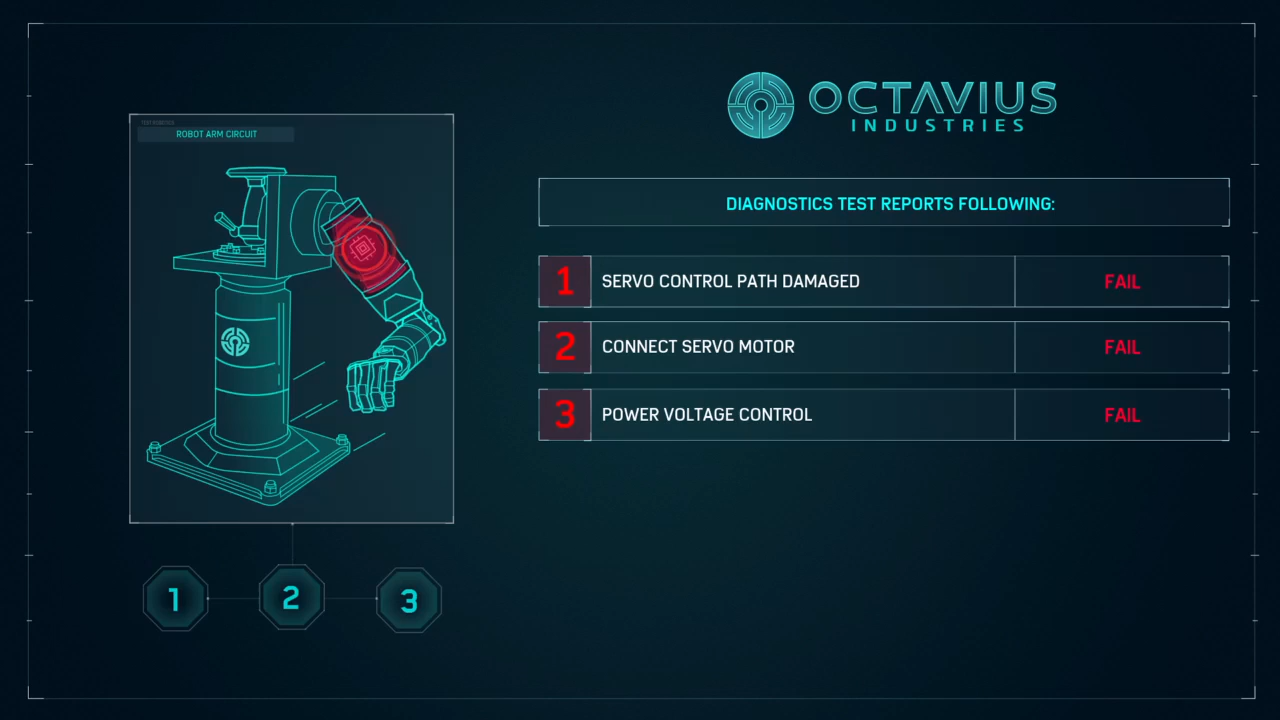 OCTAVIUS
INDUSTRIES
ROBOT ARM CIRCUIT
DIAGNOSTICS TEST REPORTS FOLLOWING:
1 SERVO CONTROL PATH DAMAGED FAIL
2 CONNECT SERVO MOTOR FAIL
3 POWER VOLTAGE CONTROL FAIL
1 2 3